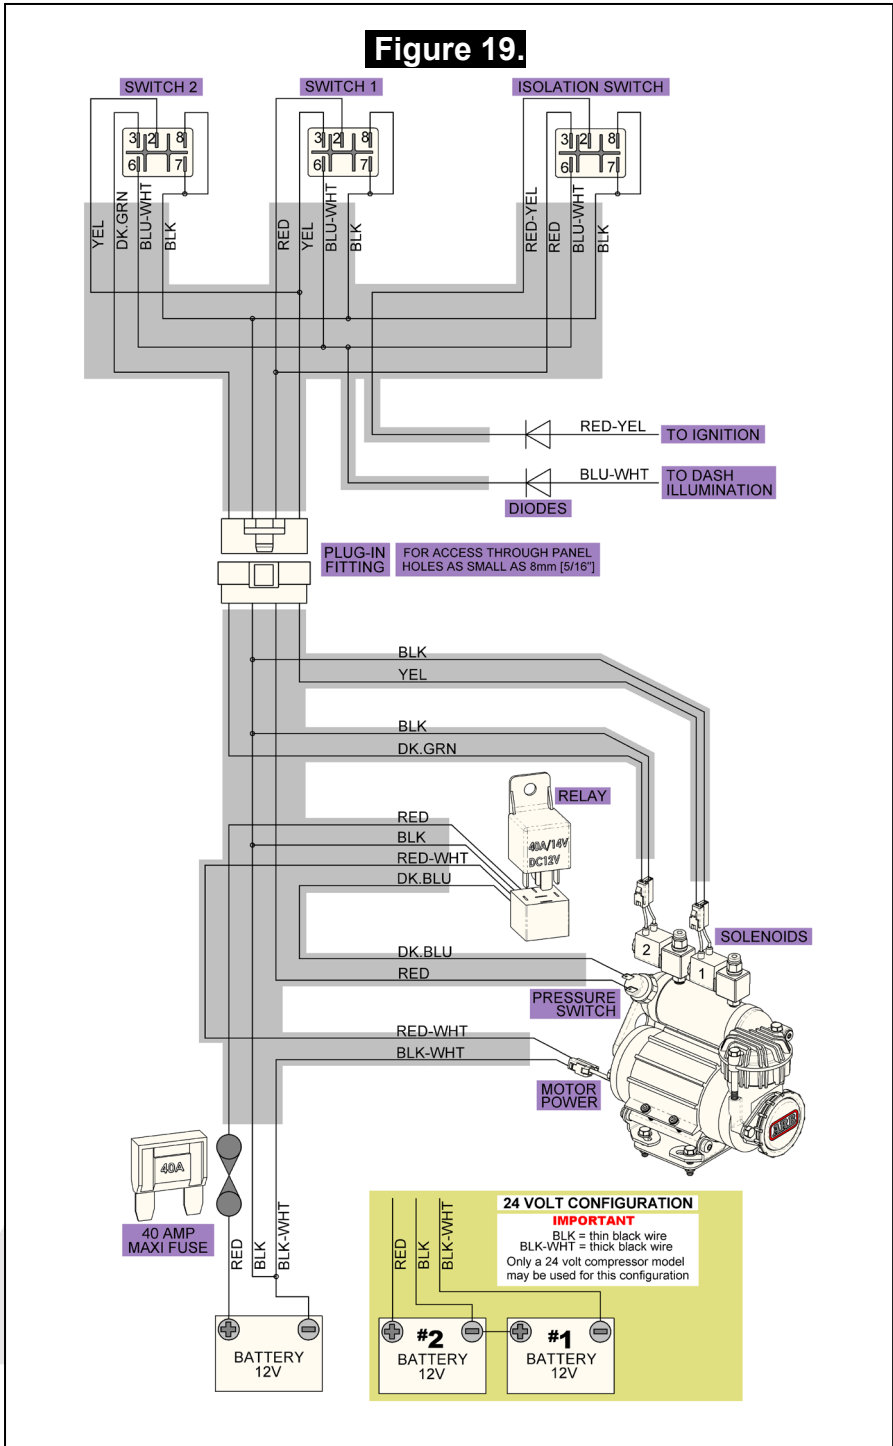 Figure 19.
SWITCH 2
SWITCH 1
ISOLATION SWITCH
3 2 8
6 7
3 2 8
6 7
3 2 8
6 7
YEL
DK.GRN
BLU-WHT
BLK
RED
YEL
BLU-WHT
BLK
RED-YEL
RED
BLU-WHT
BLK
RED-YEL
TO IGNITION
BLU-WHT
TO DASH
ILLUMINATION
DIODES
PLUG-IN
FITTING
FOR ACCESS THROUGH PANEL
HOLES AS SMALL AS 8mm [5/16"]
BLK
YEL
BLK
DK.GRN
RELAY
40A/14V
DC12V
RED
BLK
RED-WHT
DK.BLU
SOLENOIDS
2
1
DK.BLU
RED
PRESSURE
SWITCH
RED-WHT
BLK-WHT
MOTOR
POWER
ARB
40A
40 AMP
MAXI FUSE
RED
BLK
BLK-WHT
BATTERY
12V
24 VOLT CONFIGURATION
IMPORTANT
BLK = thin black wire
BLK-WHT = thick black wire
Only a 24 volt compressor model
may be used for this configuration
RED
BLK
BLK-WHT
#2
BATTERY
12V
#1
BATTERY
12V